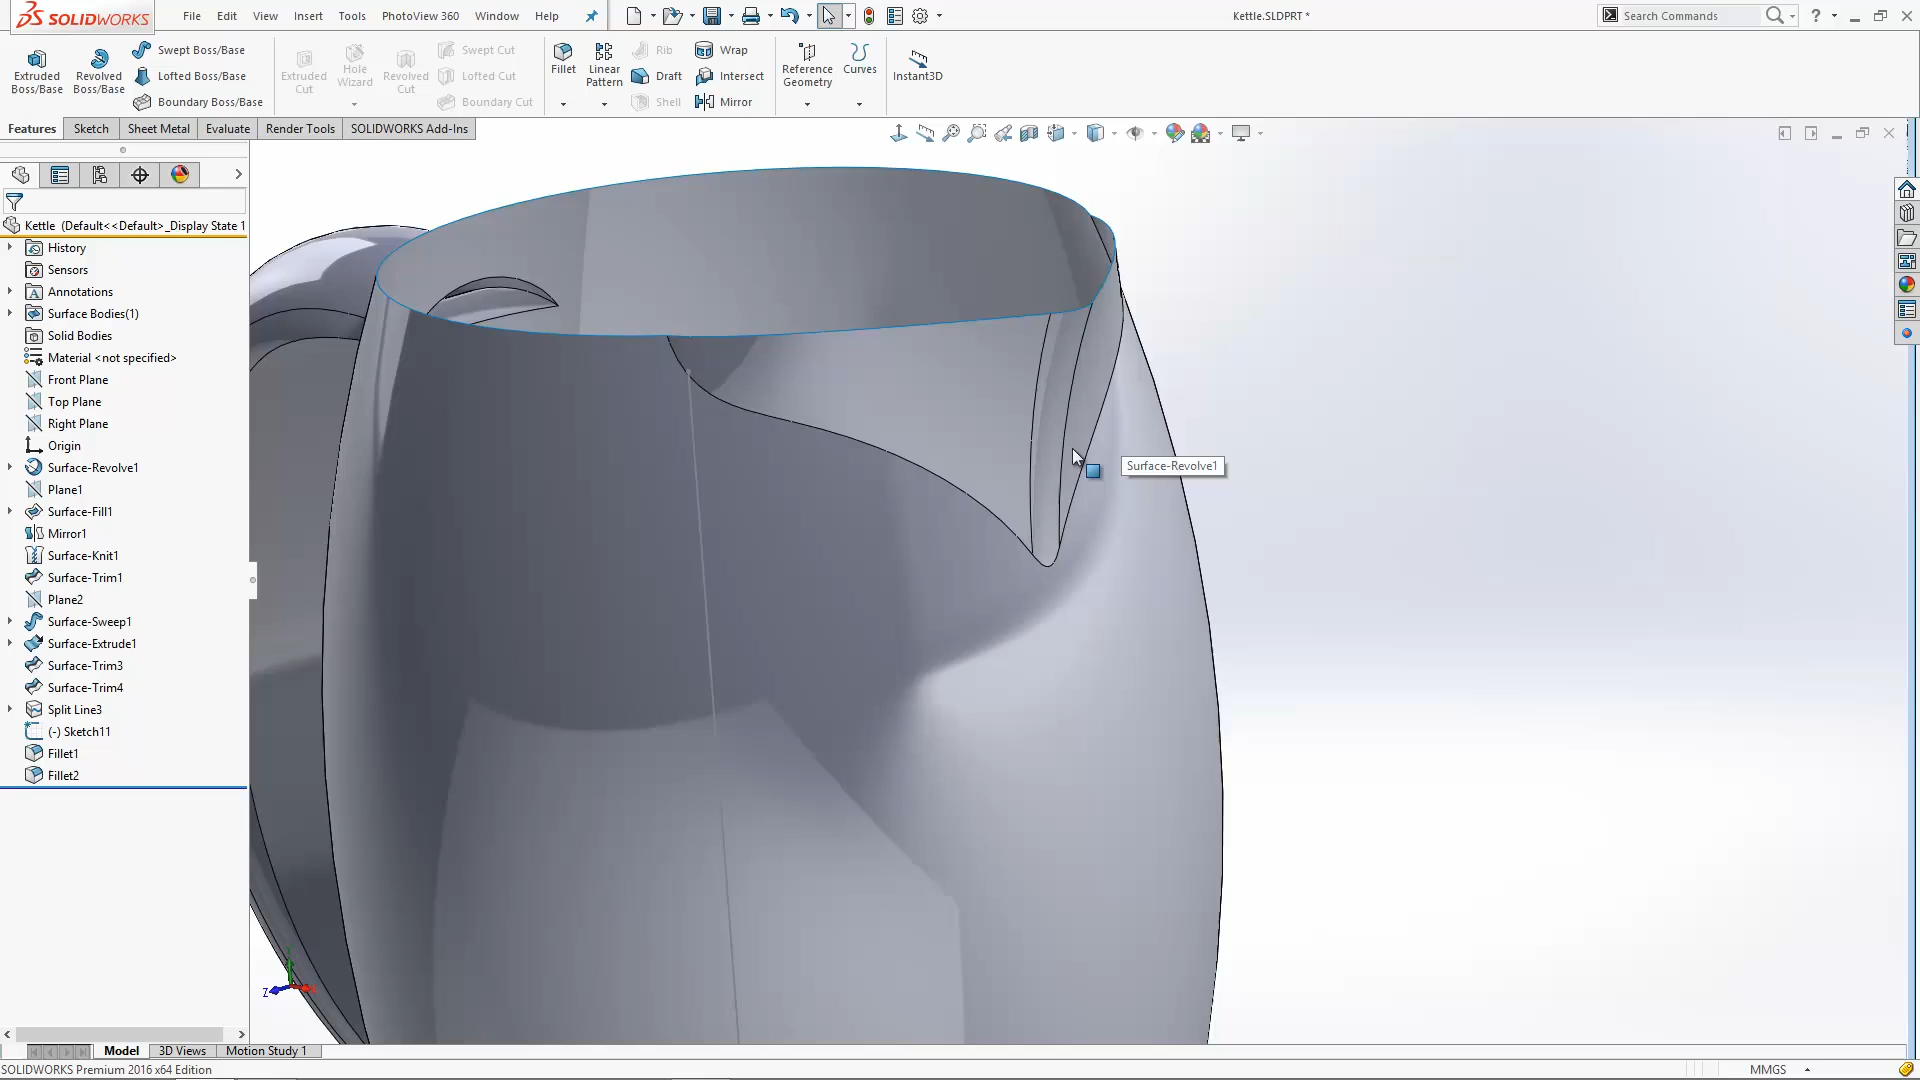 SOLIDWORKS File Edit View Insert Tools PhotoView 360 Window Help Kettle.SLDPRT * Search Commands ?
Extruded Boss/Base
Revolved Boss/Base
Swept Boss/Base
Lofted Boss/Base
Boundary Boss/Base
Extruded Cut
Hole Wizard
Revolved Cut
Swept Cut
Lofted Cut
Boundary Cut
Fillet
Linear Pattern
Rib
Draft
Shell
Wrap
Intersect
Mirror
Reference Geometry
Curves
Instant3D
Features Sketch Sheet Metal Evaluate Render Tools SOLIDWORKS Add-Ins
Kettle (Default<<Default>_Display State 1
History
Sensors
Annotations
Surface Bodies(1)
Solid Bodies
Material <not specified>
Front Plane
Top Plane
Right Plane
Origin
Surface-Revolve1
Plane1
Surface-Fill1
Mirror1
Surface-Knit1
Surface-Trim1
Plane2
Surface-Sweep1
Surface-Extrude1
Surface-Trim3
Surface-Trim4
Split Line3
(-) Sketch11
Fillet1
Fillet2
Surface-Revolve1
Z
Model 3D Views Motion Study 1
SOLIDWORKS Premium 2016 x64 Edition MMGS